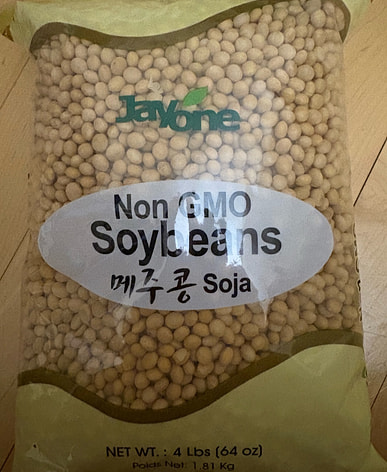 Jayone
Non GMO
Soybeans
메주콩 Soja
NET WT. : 4 Lbs (64 oz)
Poids Net: 1.81 Kg